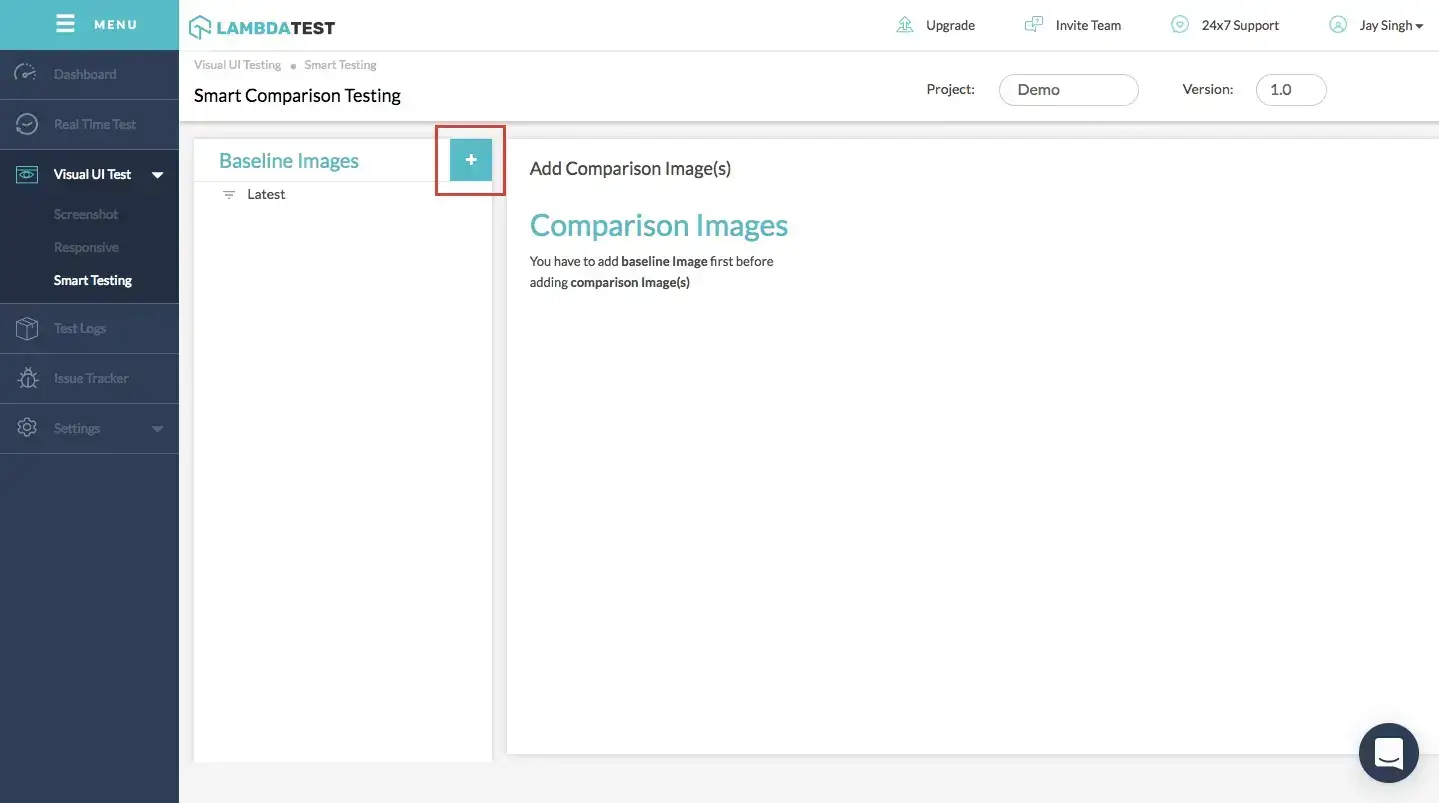 MENU
LAMBDATEST
Upgrade
Invite Team
24x7 Support
Jay Singh
Dashboard
Real Time Test
Visual UI Test
Screenshot
Responsive
Smart Testing
Test Logs
Issue Tracker
Settings
Visual UI Testing
Smart Testing
Smart Comparison Testing
Project:
Demo
Version:
1.0
Baseline Images
+
Latest
Add Comparison Image(s)
Comparison Images
You have to add baseline Image first before
adding comparison Image(s)